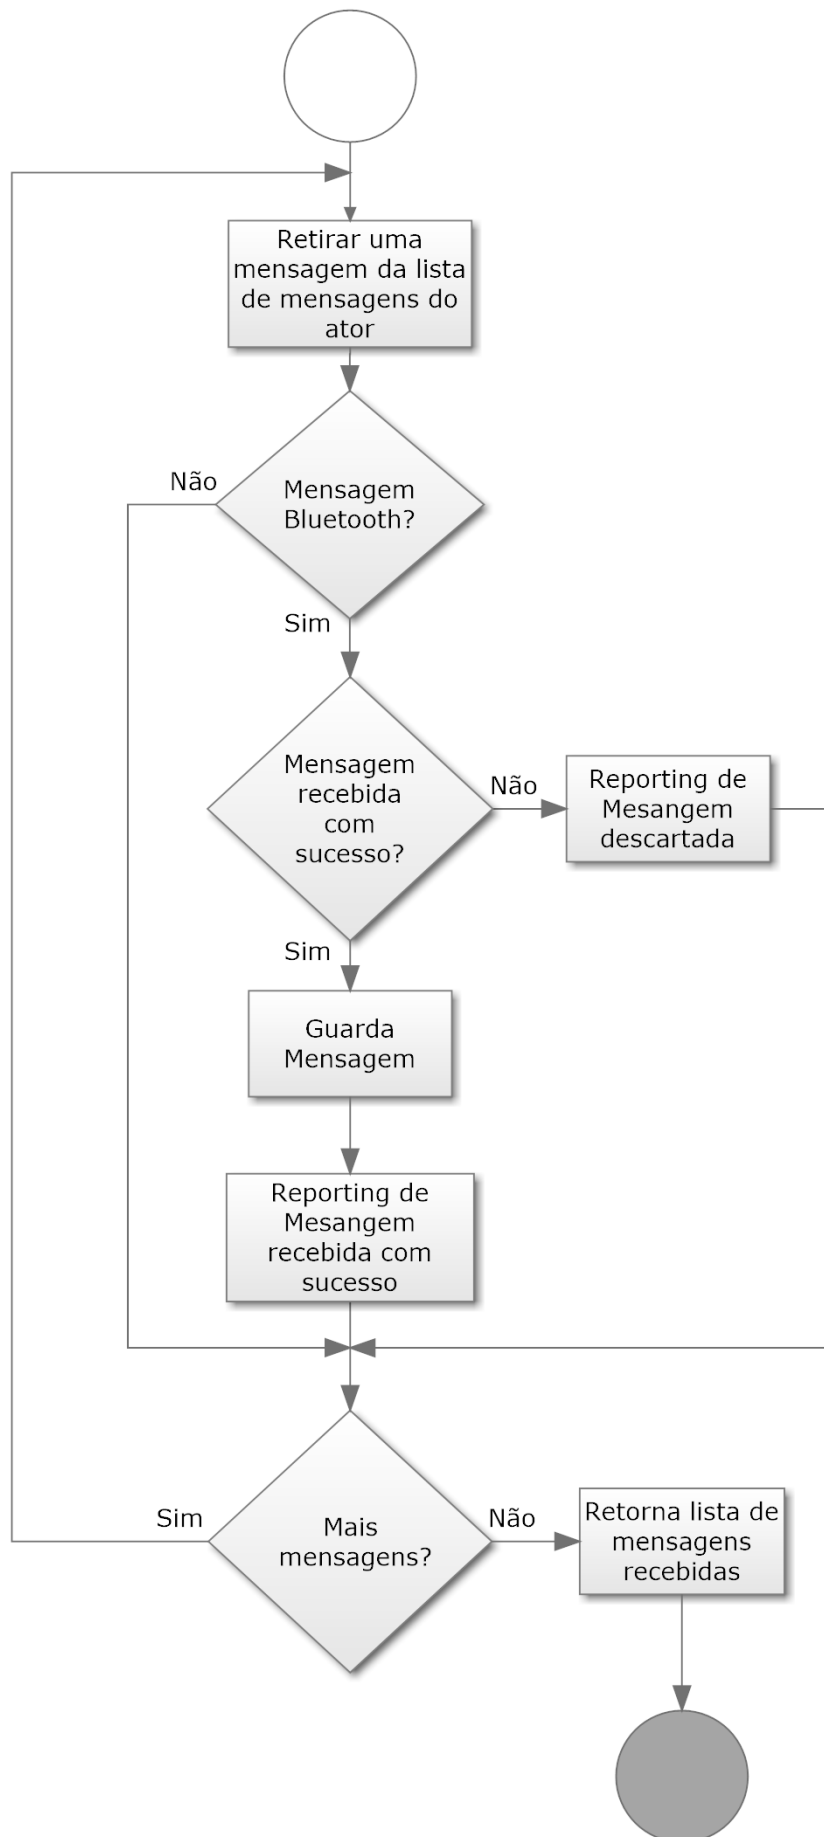 Retirar uma
mensagem da lista
de mensagens do
ator
Não
Mensagem
Bluetooth?
Sim
Mensagem
recebida
com
sucesso?
Não
Reporting de
Mesangem
descartada
Sim
Guarda
Mensagem
Reporting de
Mesangem
recebida com
sucesso
Sim
Mais
mensagens?
Não
Retorna lista de
mensagens
recebidas